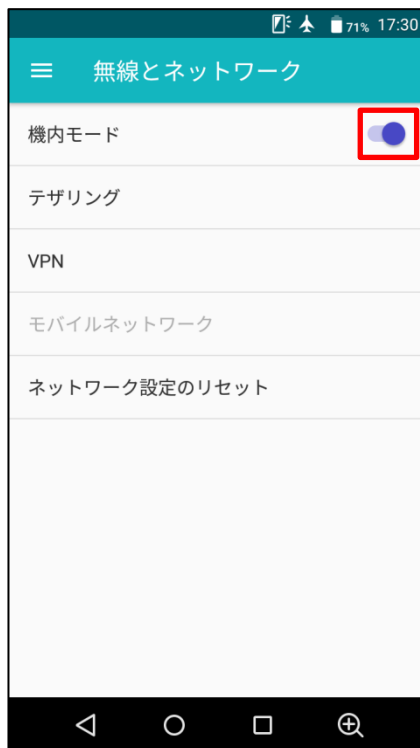 71% 17:30
無線とネットワーク
機内モード
テザリング
VPN
モバイルネットワーク
ネットワーク設定のリセット